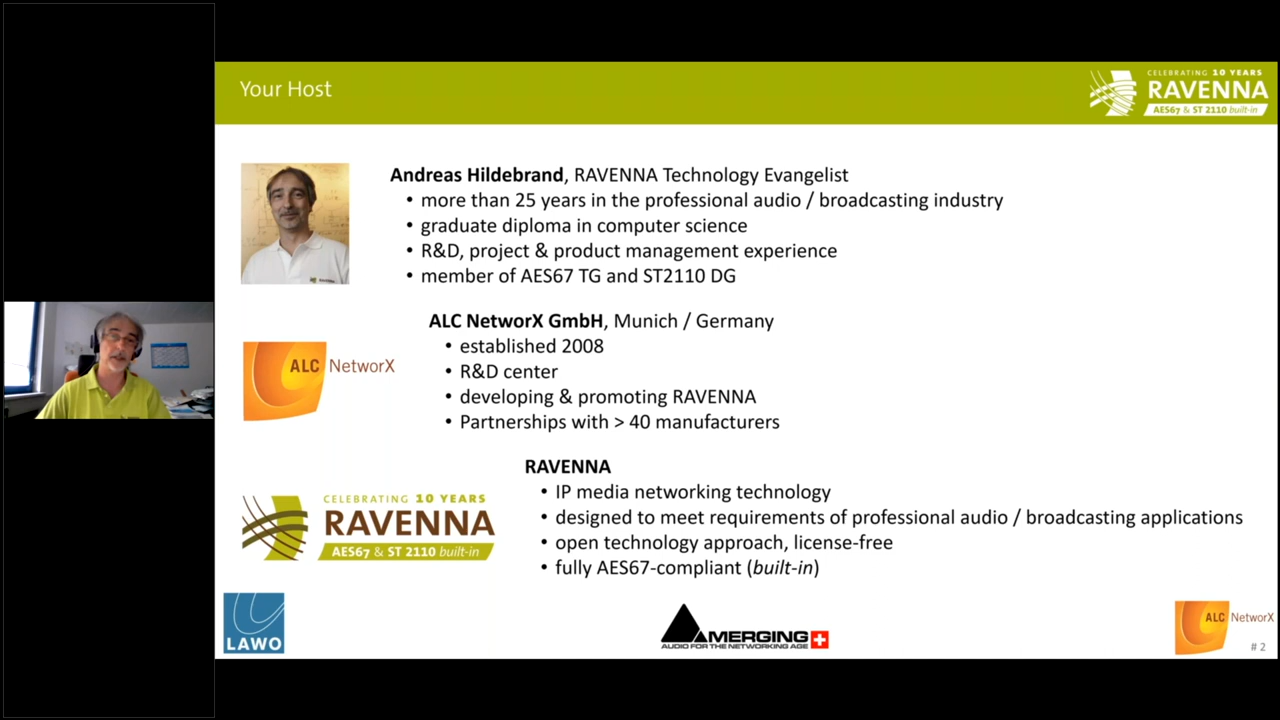 Your Host
CELEBRATING 10 YEARS
RAVENNA
AES67 & ST 2110 built-in
Andreas Hildebrand, RAVENNA Technology Evangelist
• more than 25 years in the professional audio / broadcasting industry
• graduate diploma in computer science
• R&D, project & product management experience
• member of AES67 TG and ST2110 DG
ALC NetworX GmbH, Munich / Germany
• established 2008
• R&D center
• developing & promoting RAVENNA
• Partnerships with > 40 manufacturers
ALC NetworX
RAVENNA
• IP media networking technology
• designed to meet requirements of professional audio / broadcasting applications
• open technology approach, license-free
• fully AES67-compliant (built-in)
CELEBRATING 10 YEARS
RAVENNA
AES67 & ST 2110 built-in
LAWO
MERGING
AUDIO FOR THE NETWORKING AGE
ALC NetworX
# 2